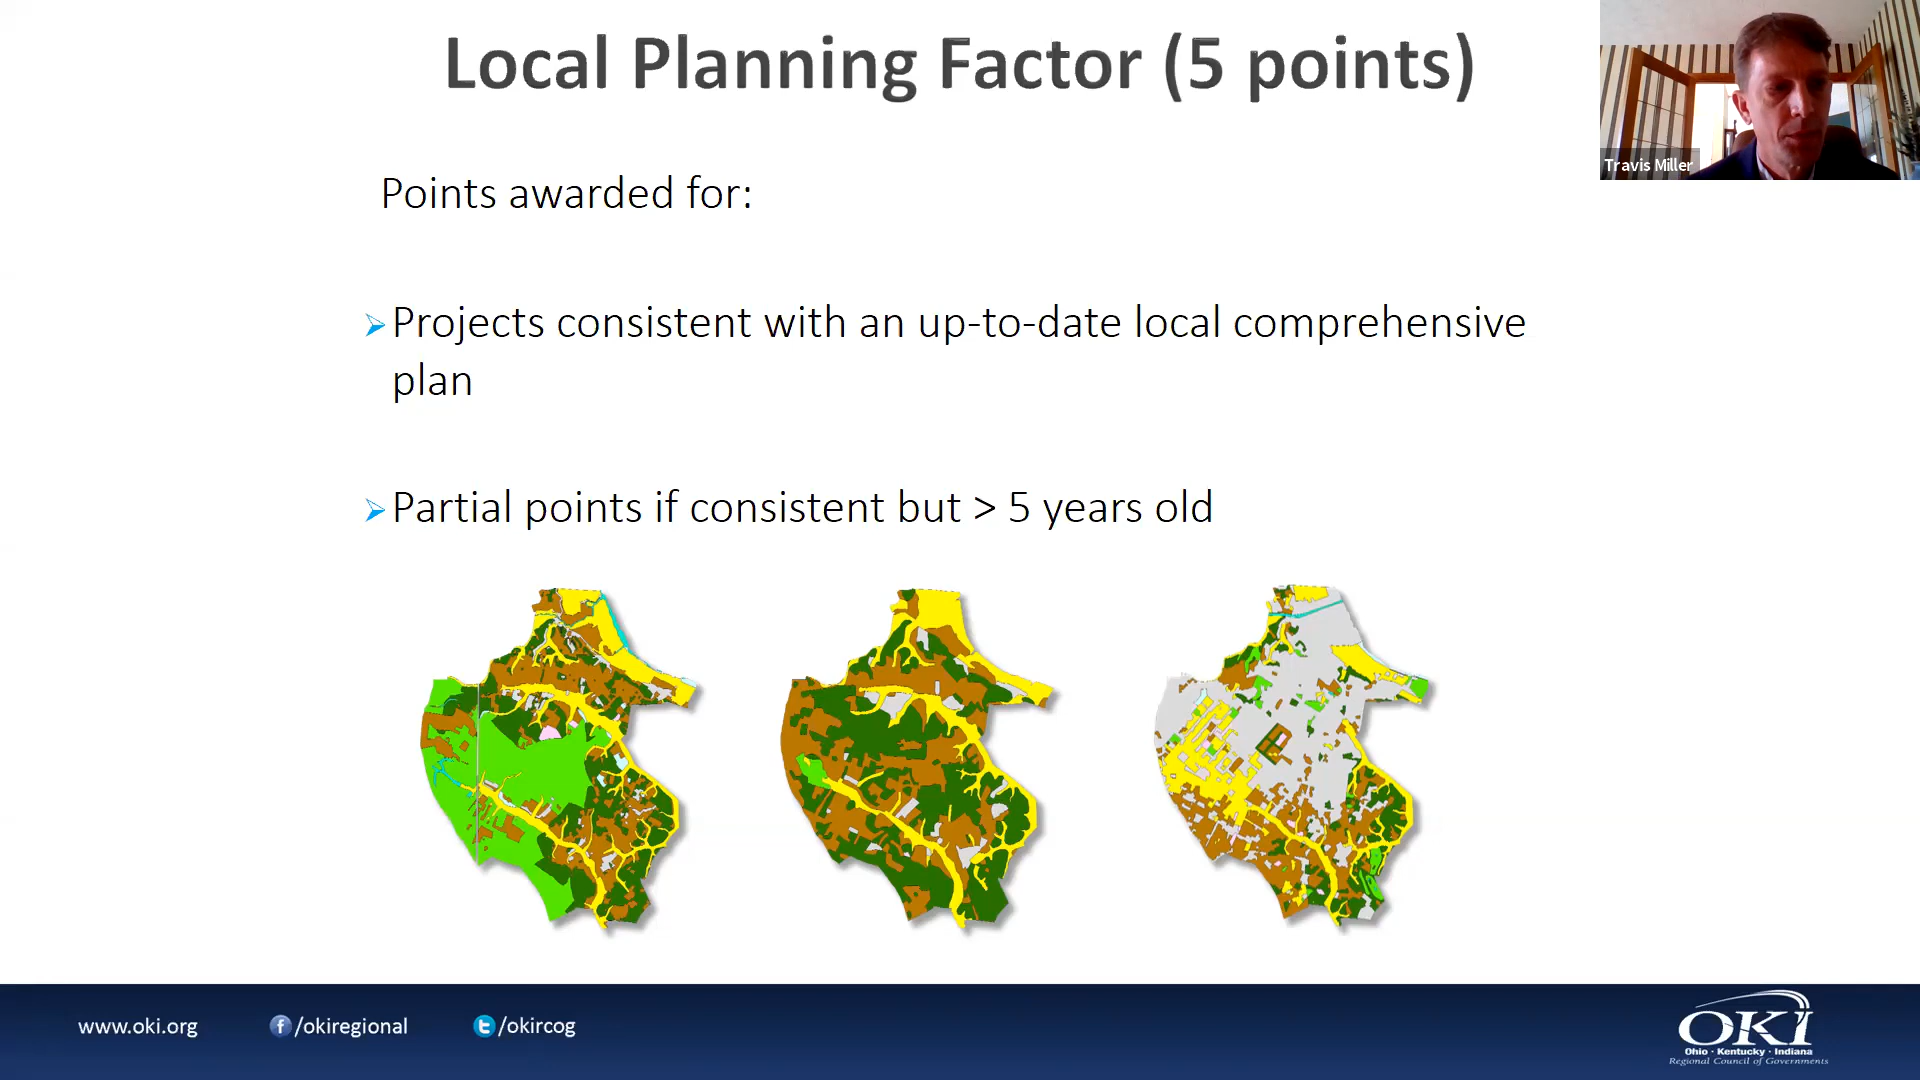 Local Planning Factor (5 points)
Travis Miller
Points awarded for:
Projects consistent with an up-to-date local comprehensive
plan
Partial points if consistent but > 5 years old
www.oki.org
/okiregional
/okircog
OKI
Ohio · Kentucky · Indiana
Regional Council of Governments